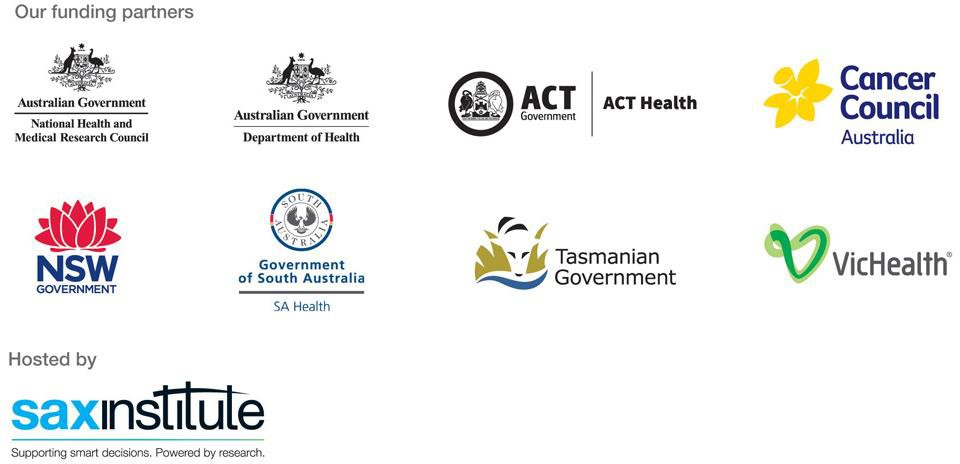 Our funding partners
Australian Government
National Health and
Medical Research Council
Australian Government
Department of Health
ACT
Government
ACT Health
Cancer
Council
Australia
NSW
GOVERNMENT
SOUTH
AUSTRALIA
Government
of South Australia
SA Health
Tasmanian
Government
VicHealth®
Hosted by
saxinstitute
Supporting smart decisions. Powered by research.